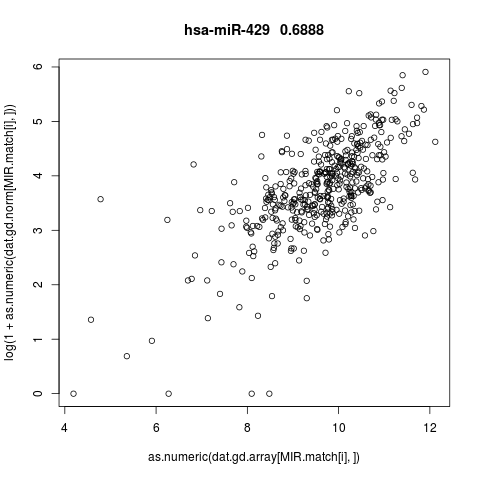 hsa-miR-429 0.6888
log(1 + as.numeric(dat.gd.norm[MIR.match[i], ]))
6
5
4
3
2
1
0
4 6 8 10 12
as.numeric(dat.gd.array[MIR.match[i], ])